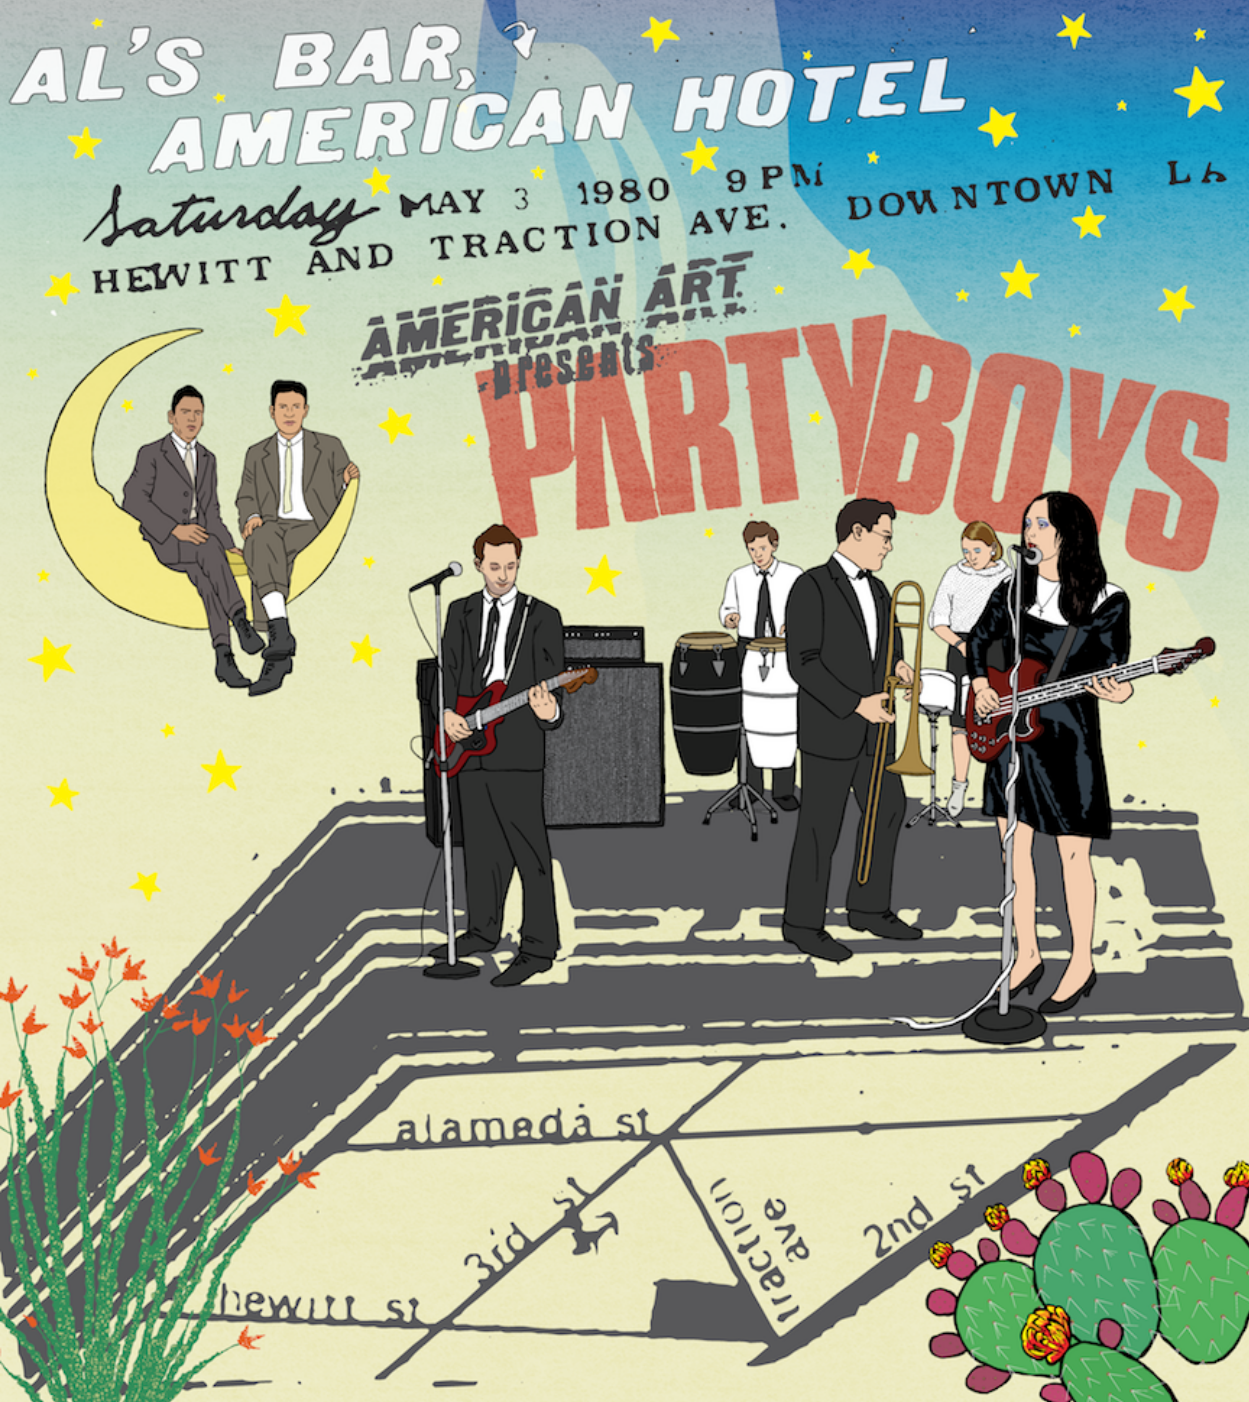 AL'S BAR,
AMERICAN HOTEL
Saturday MAY 3 1980 9PM
HEWITT AND TRACTION AVE. DOWNTOWN LA
AMERICAN ART
presents
PARTYBOYS
alameda st
3rd st
traction ave
2nd st
hewitt st